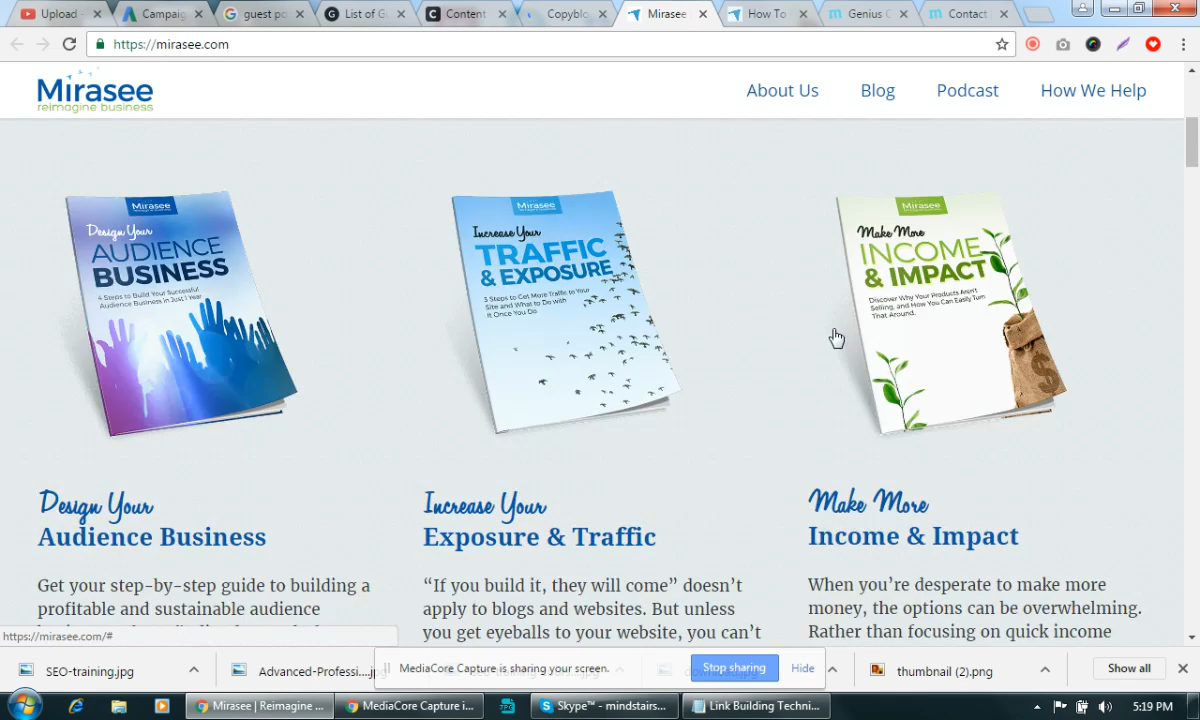 Upload -
Campaig
guest po
List of G
Content
Copyblo
Mirasee
How To
Genius C
Contact
https://mirasee.com
Mirasee
reimagine business
About Us
Blog
Podcast
How We Help
Mirasee
Design Your
AUDIENCE
BUSINESS
4 Steps to Build Your Successful
Audience Business in Just 1 Year
Mirasee
Increase Your
TRAFFIC
& EXPOSURE
3 Steps to Get More Traffic to Your
Site and What to Do with
it Once You Do
Mirasee
Make More
INCOME
& IMPACT
Discover Why Your Products Aren't
Selling, and How You Can Easily Turn
That Around.
Design Your
Audience Business
Get your step-by-step guide to building a
profitable and sustainable audience
Increase Your
Exposure & Traffic
“If you build it, they will come” doesn’t
apply to blogs and websites. But unless
you get eyeballs to your website, you can’t
Make More
Income & Impact
When you’re desperate to make more
money, the options can be overwhelming.
Rather than focusing on quick income
https://mirasee.com/#
SEO-training.jpg
Advanced-Professi....jpg
MediaCore Capture is sharing your screen.
Stop sharing
Hide
thumbnail (2).png
Show all
Mirasee | Reimagine ...
MediaCore Capture i...
Skype™ - mindstairs...
Link Building Techni...
5:19 PM